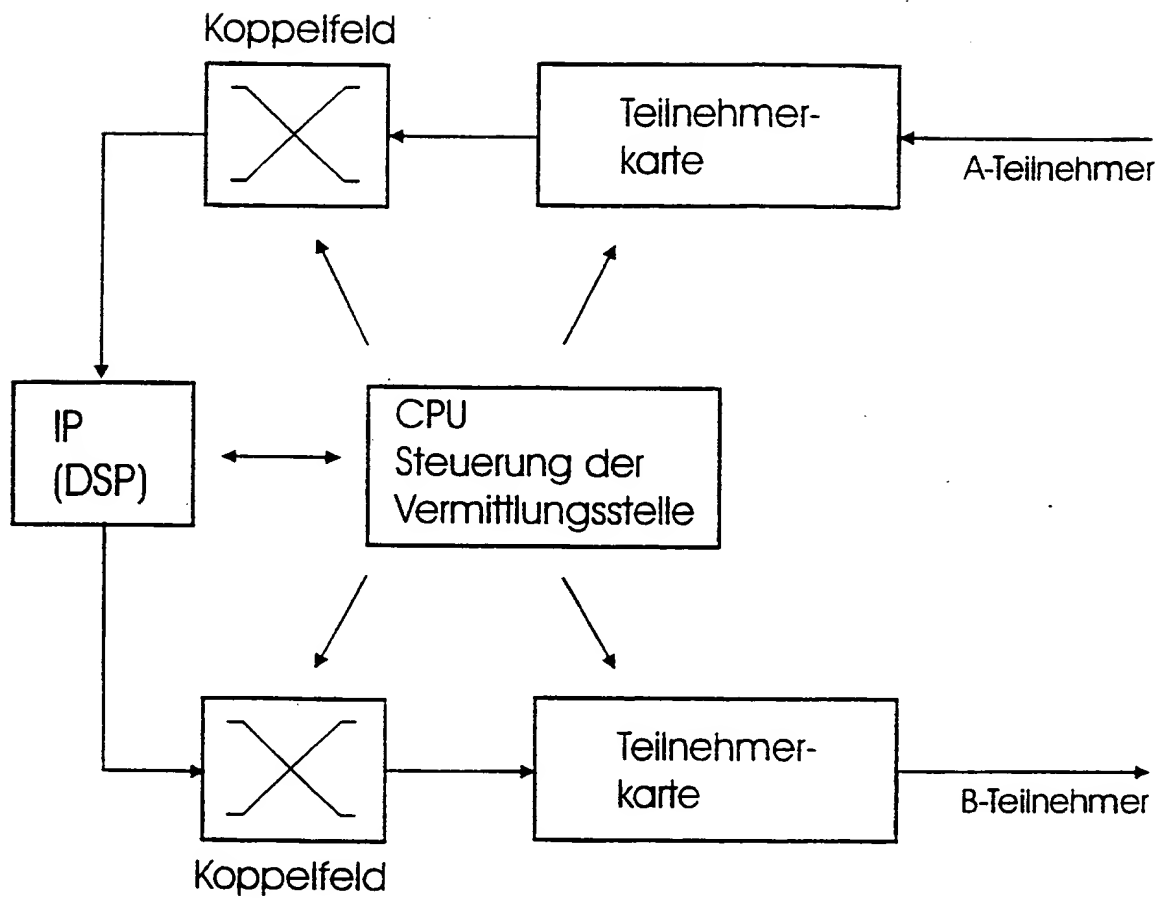 Koppelfeld
Teilnehmer-
karte
A-Teilnehmer
IP
(DSP)
CPU
Steuerung der
Vermittlungsstelle
Teilnehmer-
karte
B-Teilnehmer
Koppelfeld